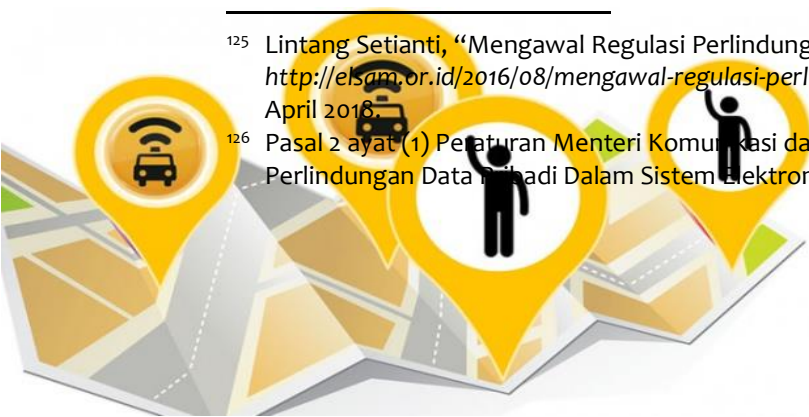 125 Lintang Setianti, “Mengawal Regulasi Perlindung
http://elsam.or.id/2016/08/mengawal-regulasi-perl
April 2018.
126 Pasal 2 ayat (1) Peraturan Menteri Komunikasi da
Perlindungan Data Pribadi Dalam Sistem Elektron